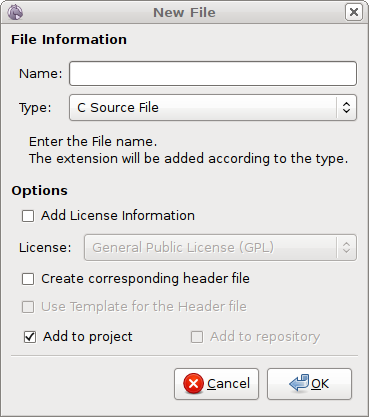 New File
File Information
Name:
Type: C Source File
Enter the File name.
The extension will be added according to the type.
Options
Add License Information
License: General Public License (GPL)
Create corresponding header file
Use Template for the Header file
Add to project Add to repository
Cancel OK